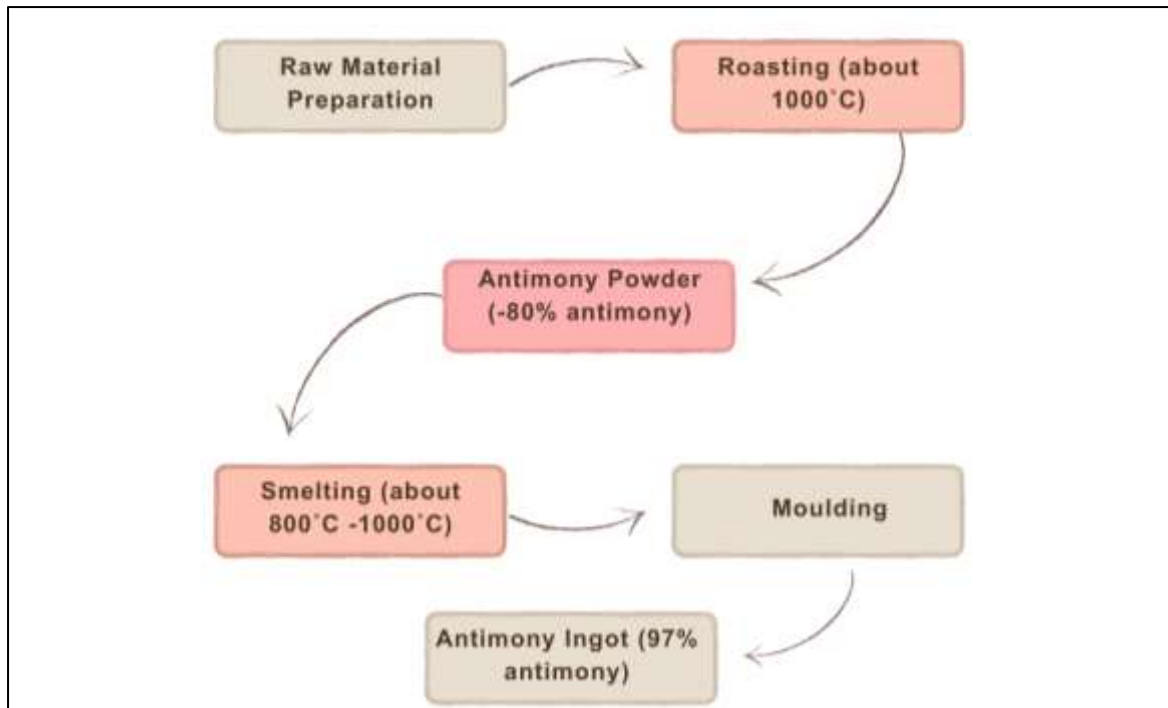 Raw Material
Preparation
Roasting (about
1000˚C)
Antimony Powder
(-80% antimony)
Smelting (about
800˚C -1000˚C)
Moulding
Antimony Ingot (97%
antimony)